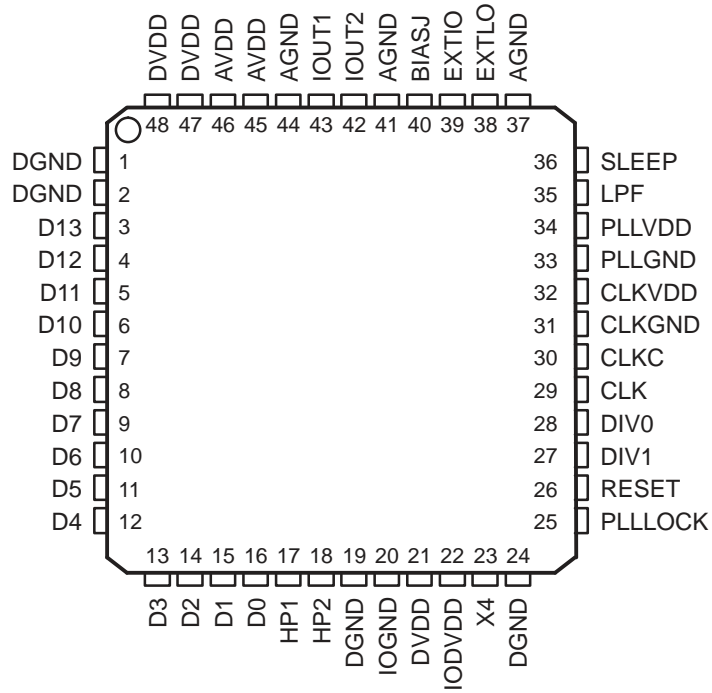 DVDD DVDD AVDD AVDD AGND IOUT1 IOUT2 AGND BIASJ EXTIO EXTLO AGND
48 47 46 45 44 43 42 41 40 39 38 37
DGND 1 36 SLEEP
DGND 2 35 LPF
D13 3 34 PLLVDD
D12 4 33 PLLGND
D11 5 32 CLKVDD
D10 6 31 CLKGND
D9 7 30 CLKC
D8 8 29 CLK
D7 9 28 DIV0
D6 10 27 DIV1
D5 11 26 RESET
D4 12 25 PLLLOCK
13 14 15 16 17 18 19 20 21 22 23 24
D3 D2 D1 D0 HP1 HP2 DGND IOGND DVDD IODVDD X4 DGND